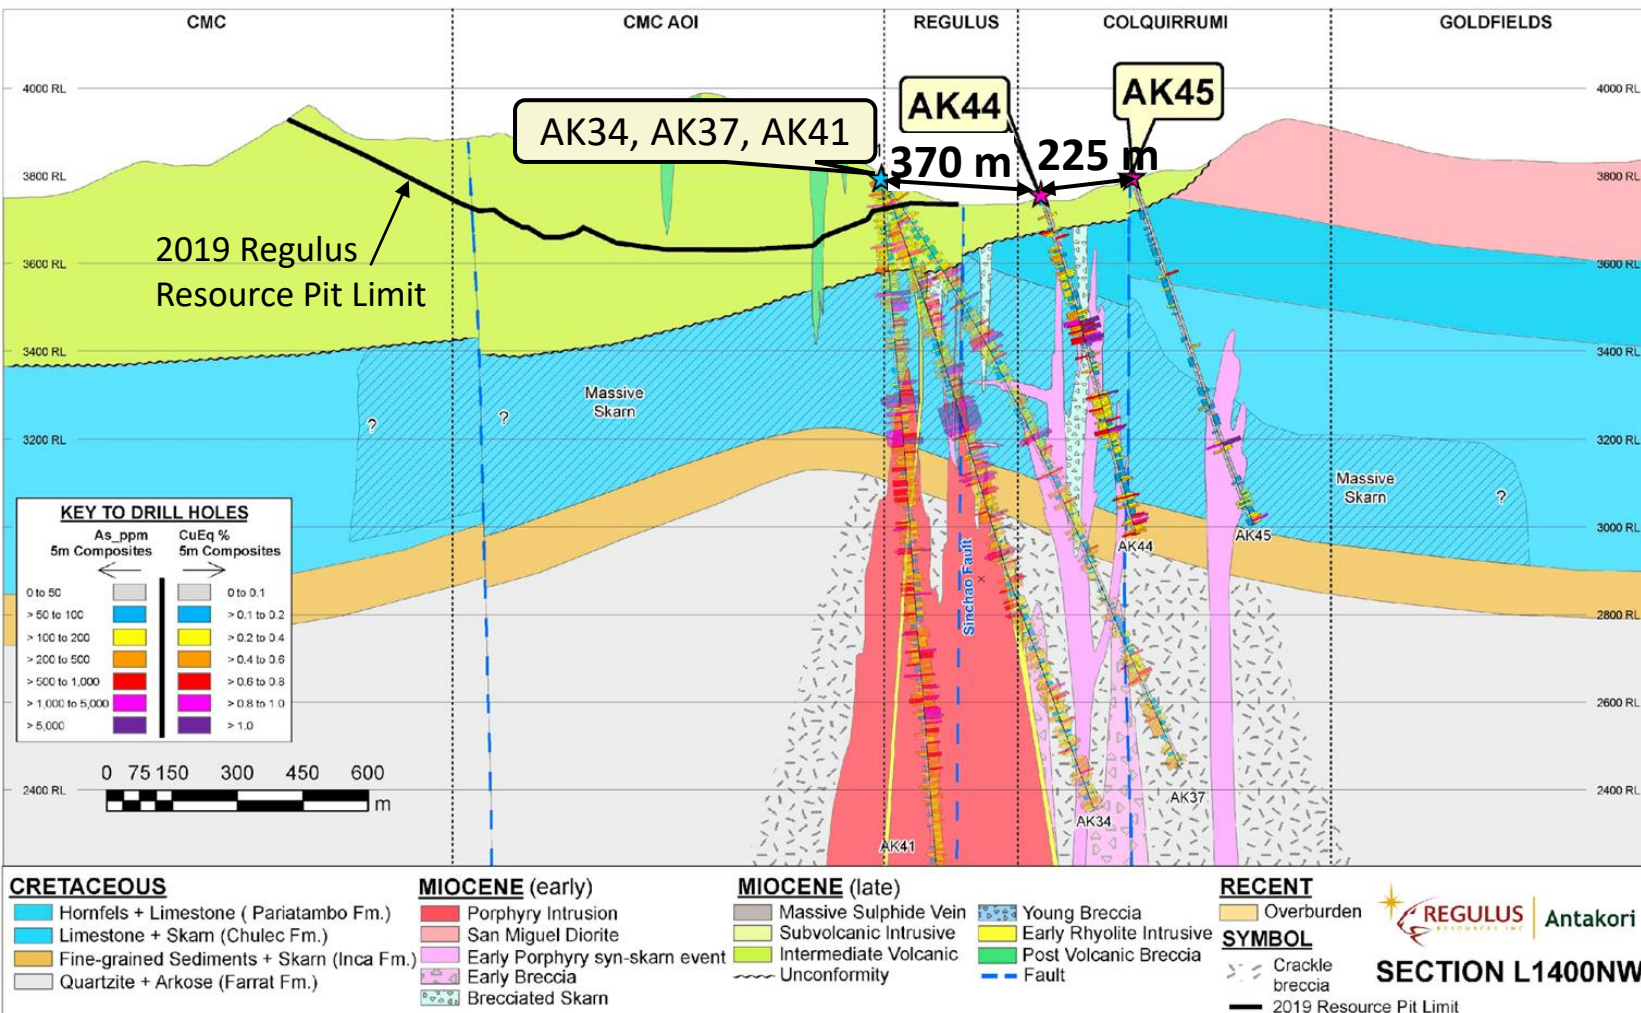 CMC
CMC AOI
REGULUS
COLQUIRRUMI
GOLDFIELDS
4000 RL
4000 RL
AK34, AK37, AK41
AK44
AK45
370 m
225 m
3800 RL
3800 RL
2019 Regulus
Resource Pit Limit
3600 RL
3600 RL
3400 RL
3400 RL
Massive
Skarn
?
?
3200 RL
3200 RL
Massive
Skarn
?
3000 RL
3000 RL
AK44
AK45
Sinchao Fault
2800 RL
2800 RL
2600 RL
2600 RL
2400 RL
2400 RL
AK37
AK34
AK41
KEY TO DRILL HOLES
As_ppm CuEq %
5m Composites 5m Composites
0 to 50 0 to 0.1
> 50 to 100 > 0.1 to 0.2
> 100 to 200 > 0.2 to 0.4
> 200 to 500 > 0.4 to 0.6
> 500 to 1,000 > 0.6 to 0.8
> 1,000 to 5,000 > 0.8 to 1.0
> 5,000 > 1.0
0 75 150 300 450 600
m
CRETACEOUS
Hornfels + Limestone ( Pariatambo Fm.)
Limestone + Skarn (Chulec Fm.)
Fine-grained Sediments + Skarn (Inca Fm.)
Quartzite + Arkose (Farrat Fm.)
MIOCENE (early)
Porphyry Intrusion
San Miguel Diorite
Early Porphyry syn-skarn event
Early Breccia
Brecciated Skarn
MIOCENE (late)
Massive Sulphide Vein
Subvolcanic Intrusive
Intermediate Volcanic
Unconformity
Young Breccia
Early Rhyolite Intrusive
Post Volcanic Breccia
Fault
RECENT
Overburden
SYMBOL
Crackle
breccia
2019 Resource Pit Limit
REGULUS
RESOURCES INC
Antakori
SECTION L1400NW